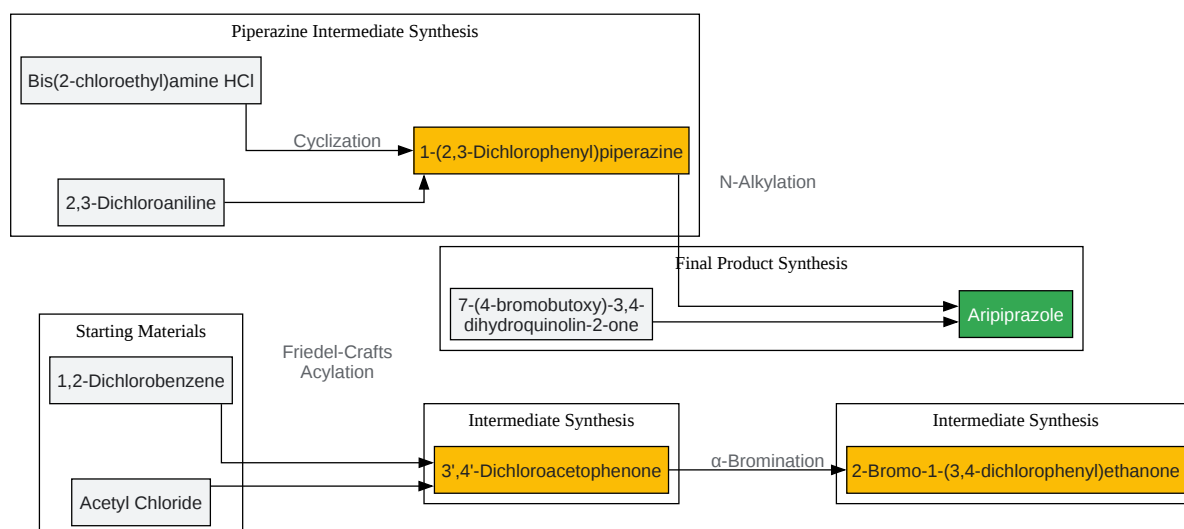 Piperazine Intermediate Synthesis
Bis(2-chloroethyl)amine HCl
Cyclization
1-(2,3-Dichlorophenyl)piperazine
2,3-Dichloroaniline
N-Alkylation
Final Product Synthesis
7-(4-bromobutoxy)-3,4-
dihydroquinolin-2-one
Aripiprazole
Starting Materials
1,2-Dichlorobenzene
Acetyl Chloride
Friedel-Crafts
Acylation
Intermediate Synthesis
3',4'-Dichloroacetophenone
α-Bromination
Intermediate Synthesis
2-Bromo-1-(3,4-dichlorophenyl)ethanone